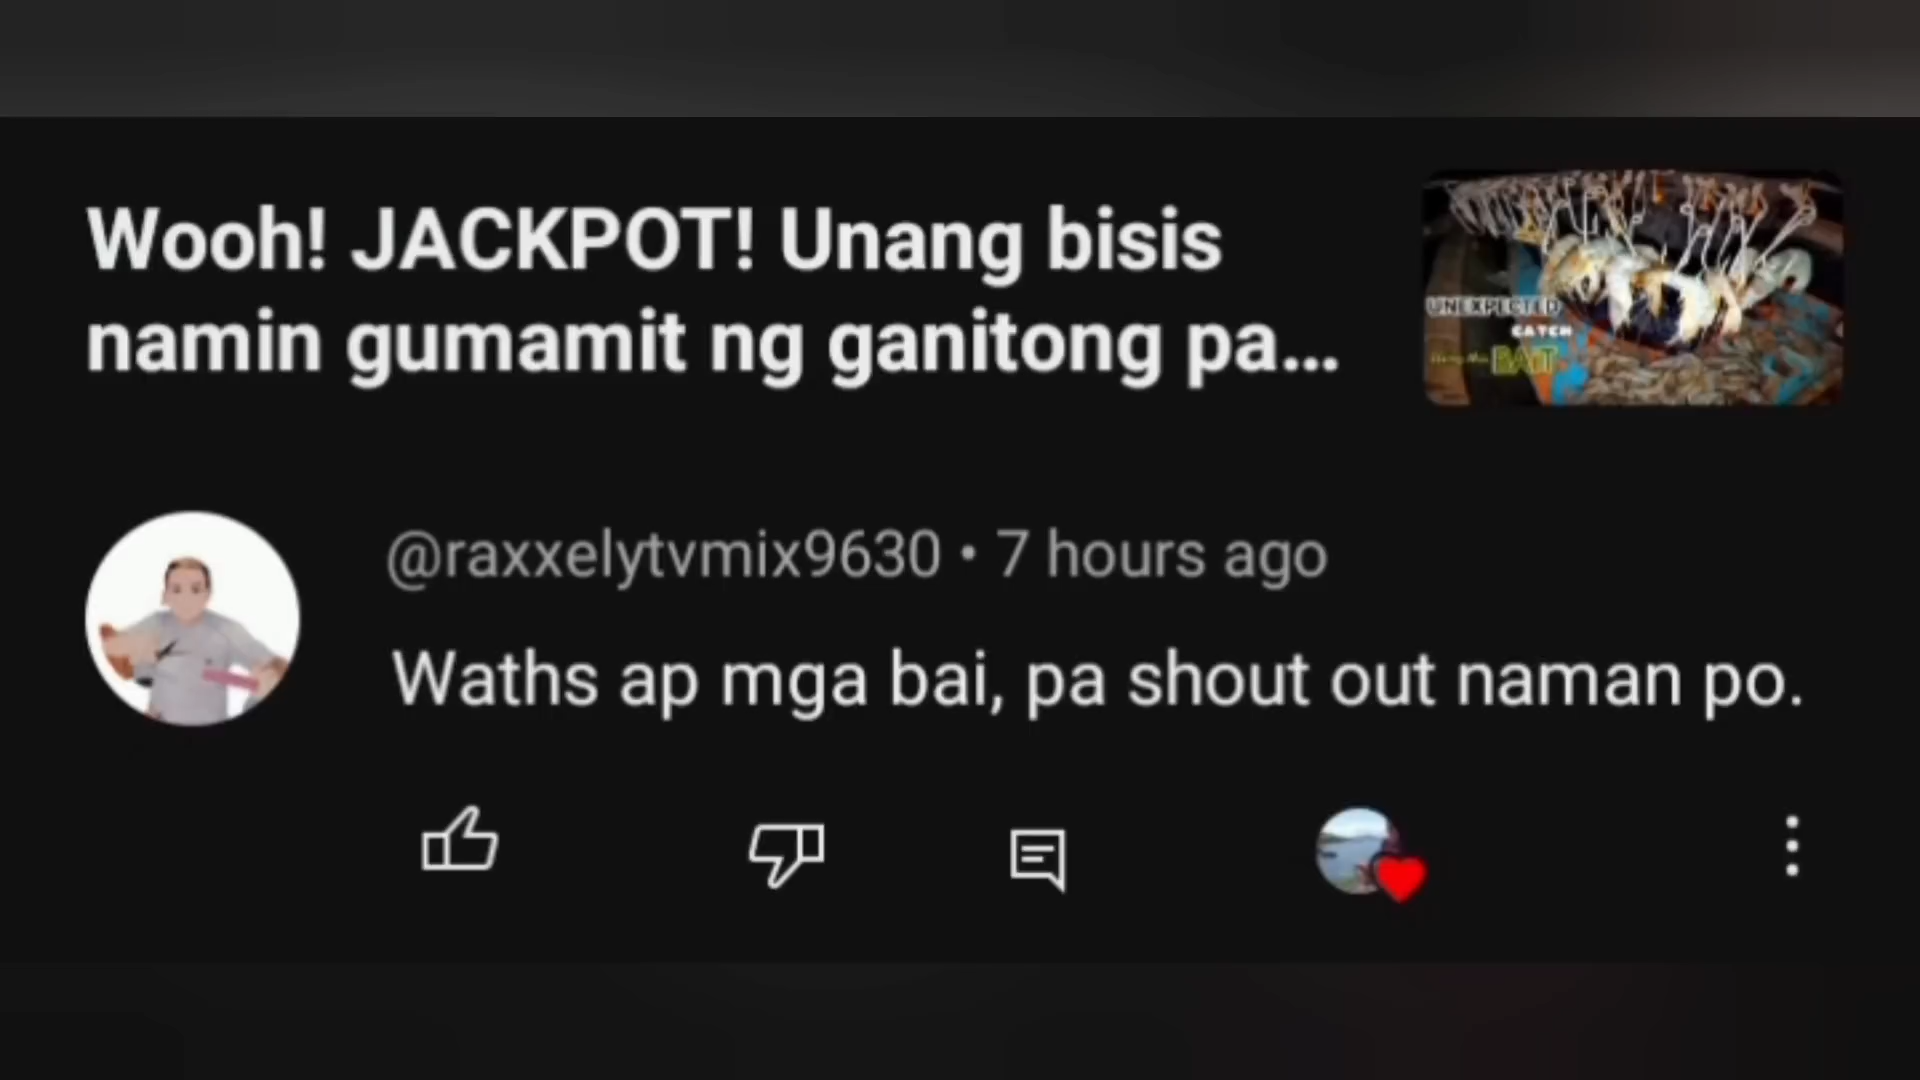 Wooh! JACKPOT! Unang bisis
namin gumamit ng ganitong pa...
UNEXPECTED
CATCH
BAIT
@raxxelytvmix9630 • 7 hours ago
Waths ap mga bai, pa shout out naman po.